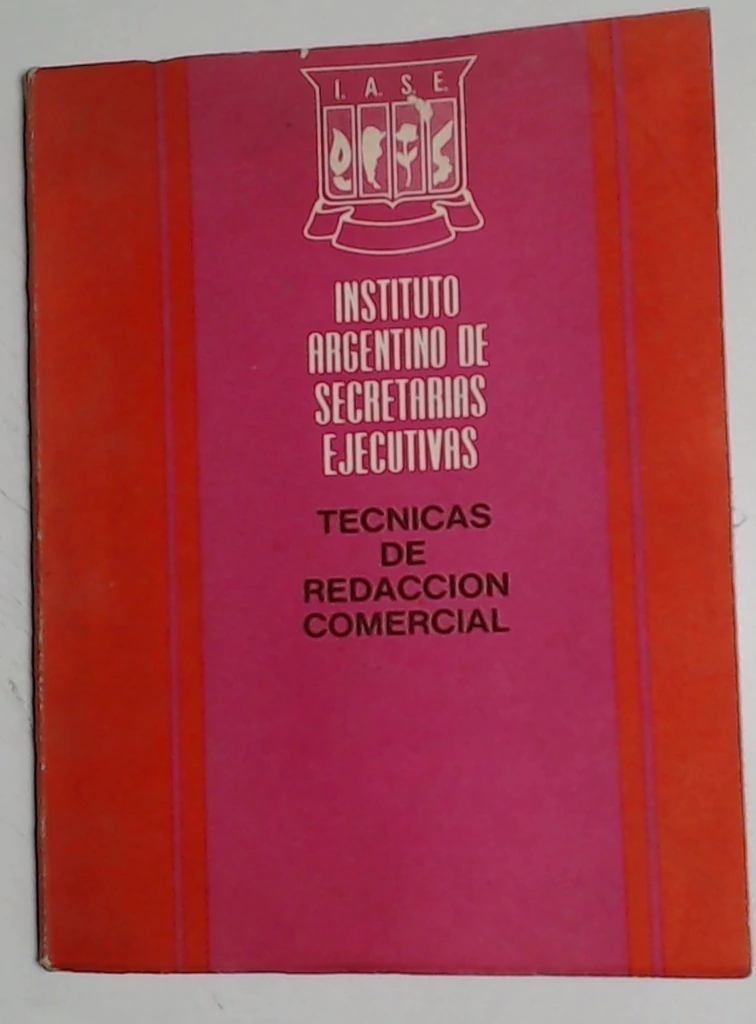 I. A. S. E.
INSTITUTO
ARGENTINO DE
SECRETARIAS
EJECUTIVAS
TECNICAS
DE
REDACCION
COMERCIAL